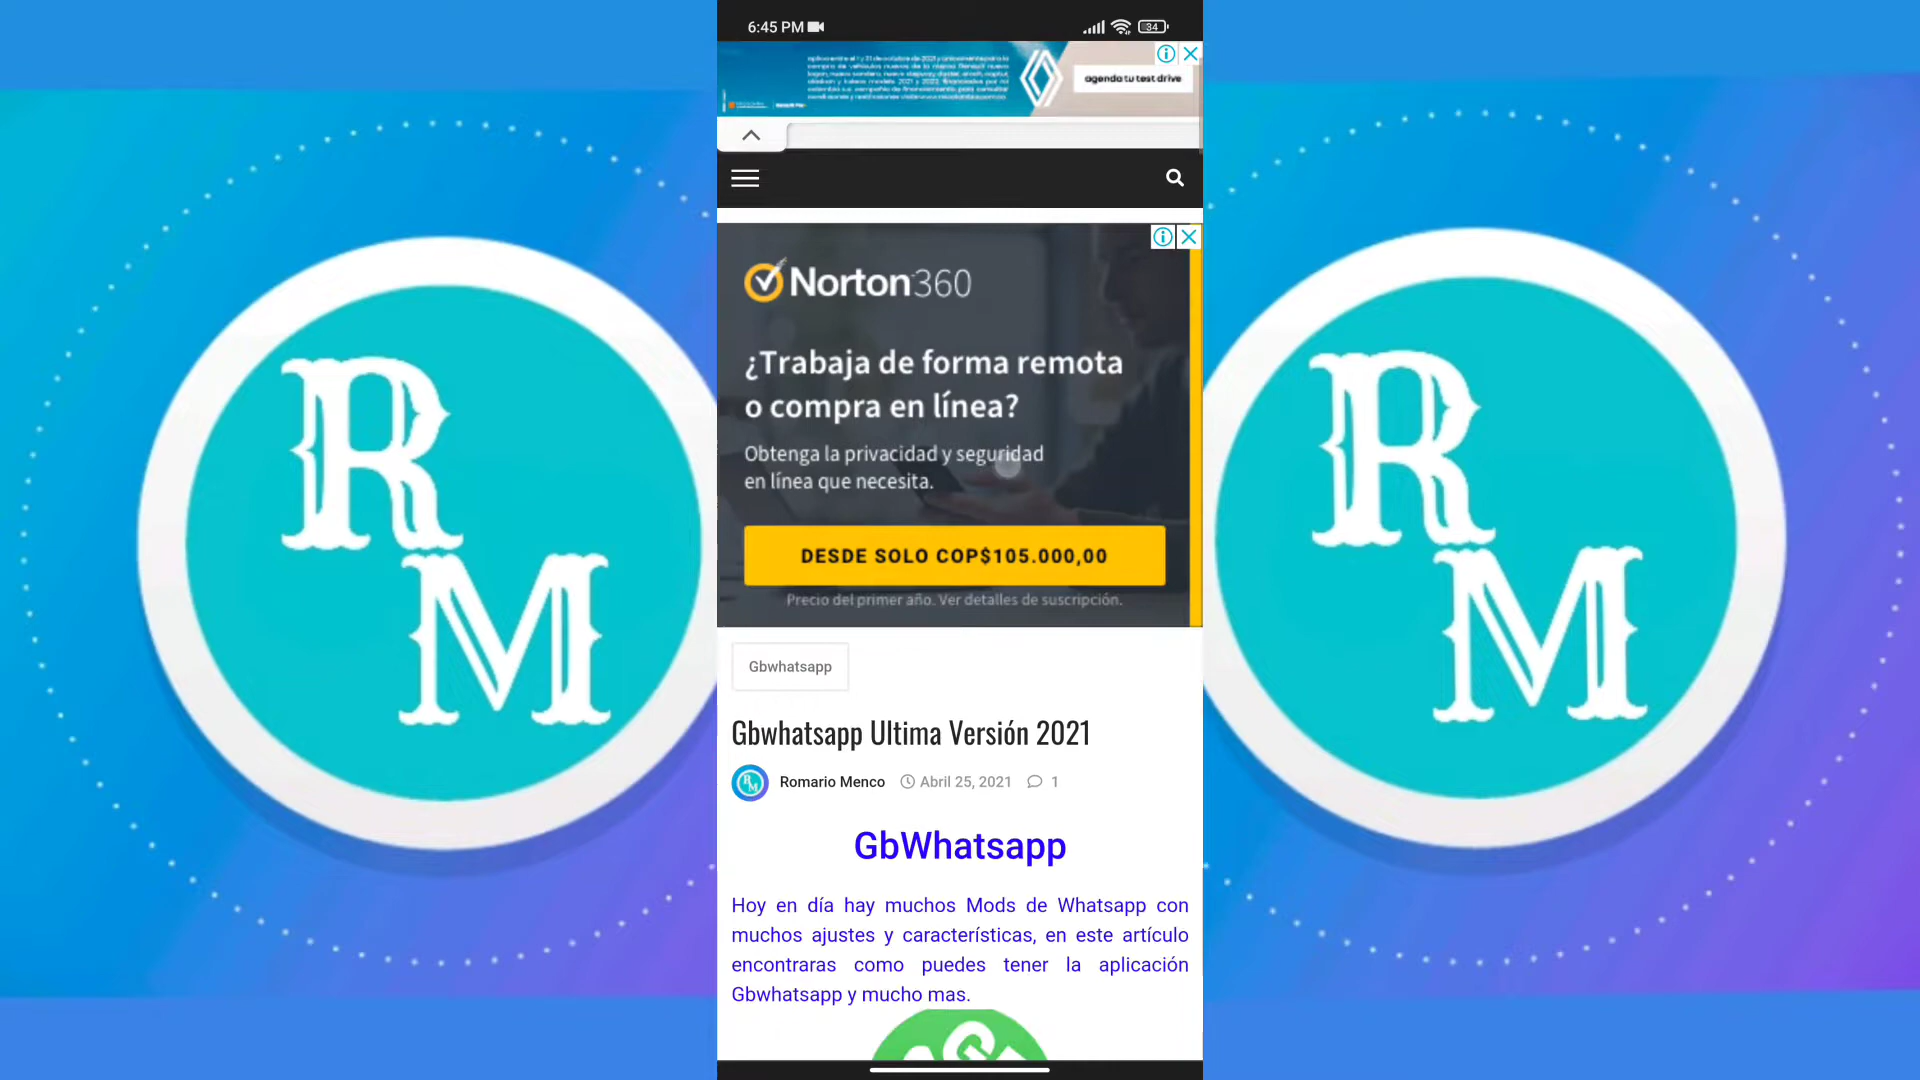 6:45 PM
34
agenda tu test drive
Norton 360
¿Trabaja de forma remota
o compra en línea?
Obtenga la privacidad y seguridad
en línea que necesita.
DESDE SOLO COP$105.000,00
Precio del primer año. Ver detalles de suscripción.
Gbwhatsapp
Gbwhatsapp Ultima Versión 2021
RM Romario Menco Abril 25, 2021 1
GbWhatsapp
Hoy en día hay muchos Mods de Whatsapp con
muchos ajustes y características, en este artículo
encontraras como puedes tener la aplicación
Gbwhatsapp y mucho mas.
R
M
R
M